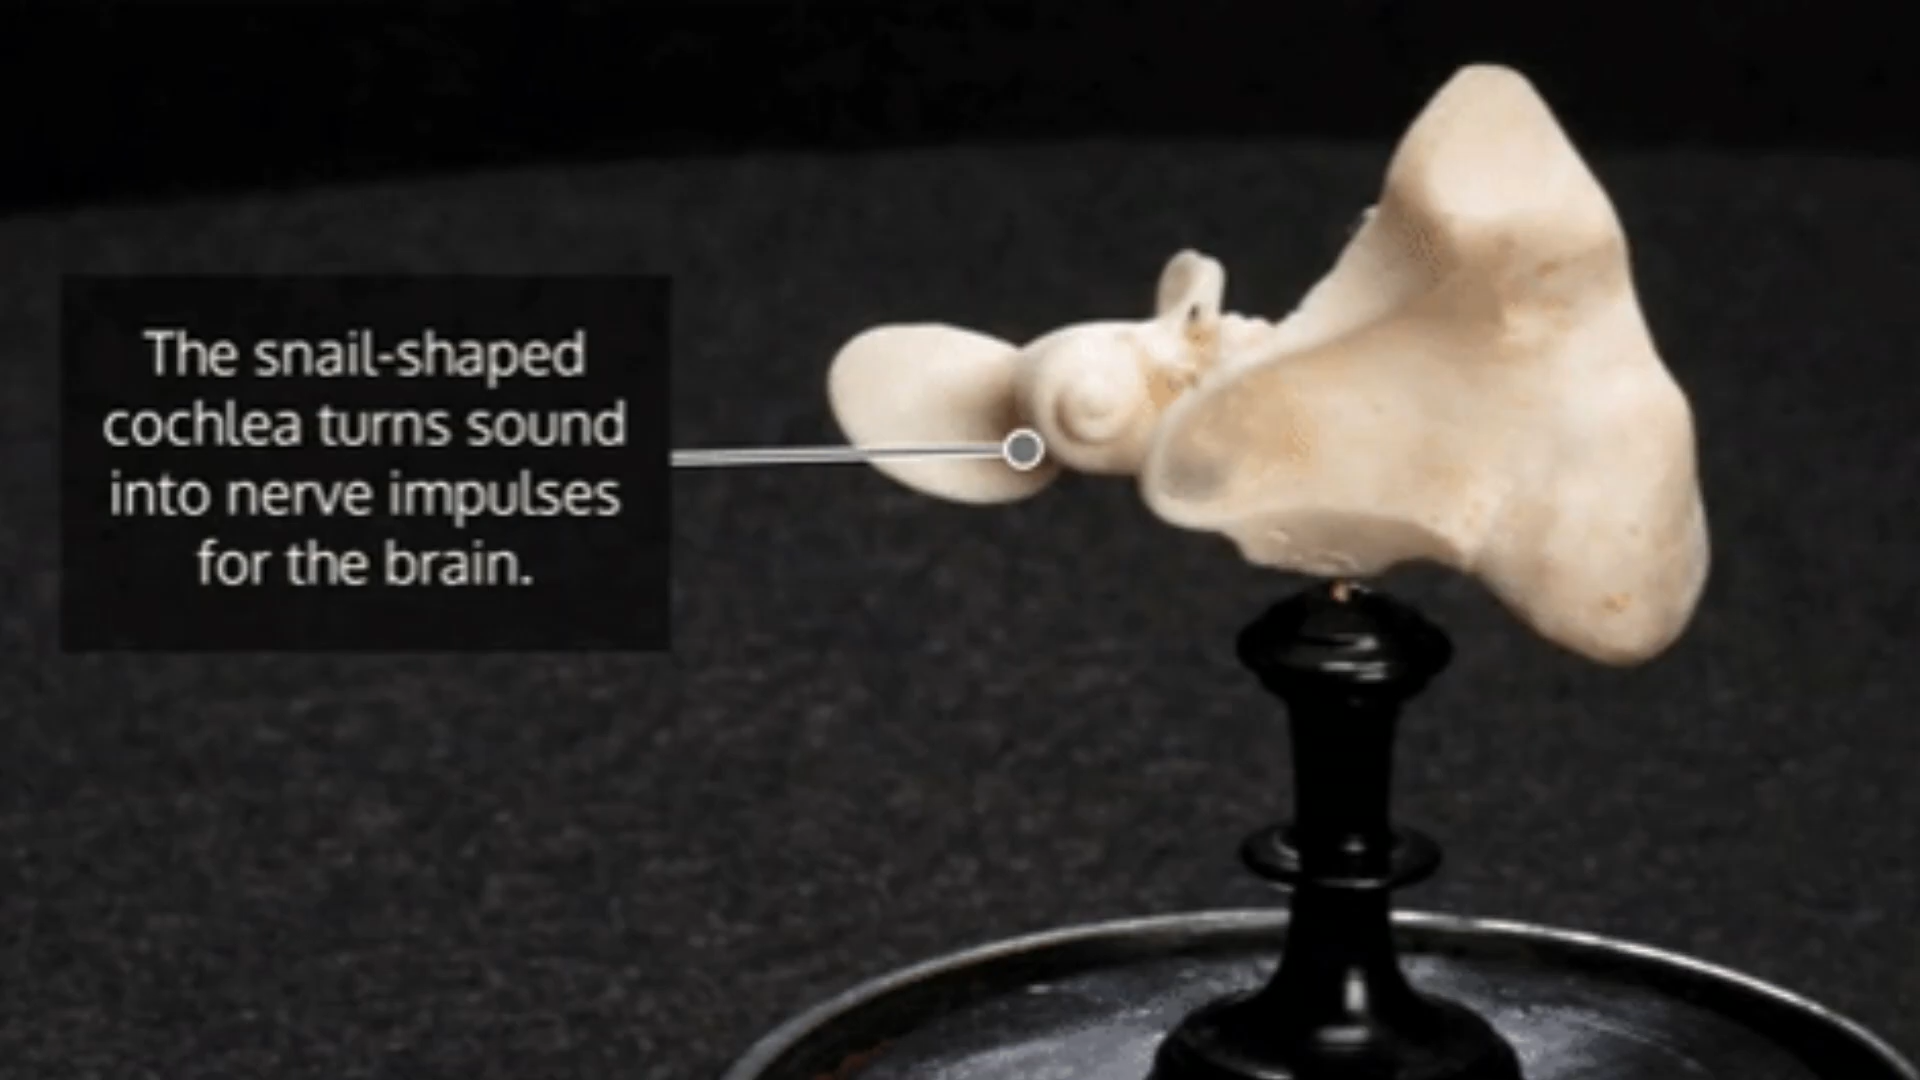 The snail-shaped
cochlea turns sound
into nerve impulses
for the brain.